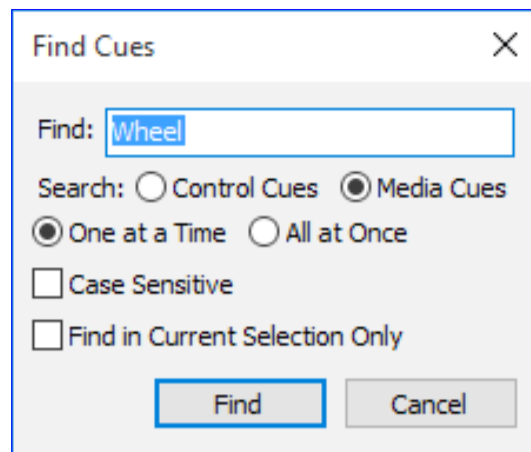 Find Cues
Find: Wheel
Search: Control Cues Media Cues
One at a Time All at Once
Case Sensitive
Find in Current Selection Only
Find Cancel